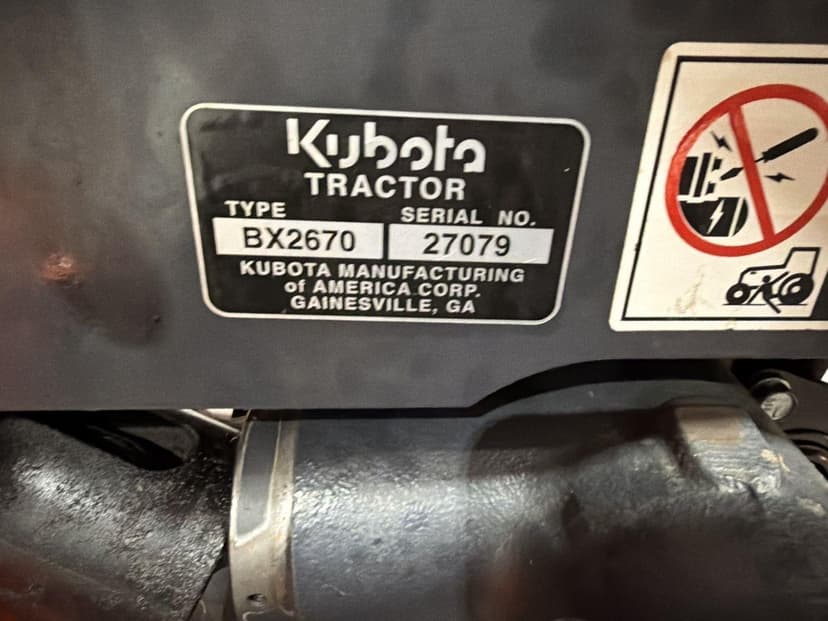 Kubota
TRACTOR
TYPE SERIAL NO.
BX2670 27079
KUBOTA MANUFACTURING
of AMERICA CORP.
GAINESVILLE, GA